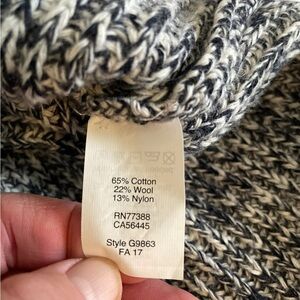 65% Cotton
22% Wool
13% Nylon
RN77388
CA56445
Style G9863
FA 17